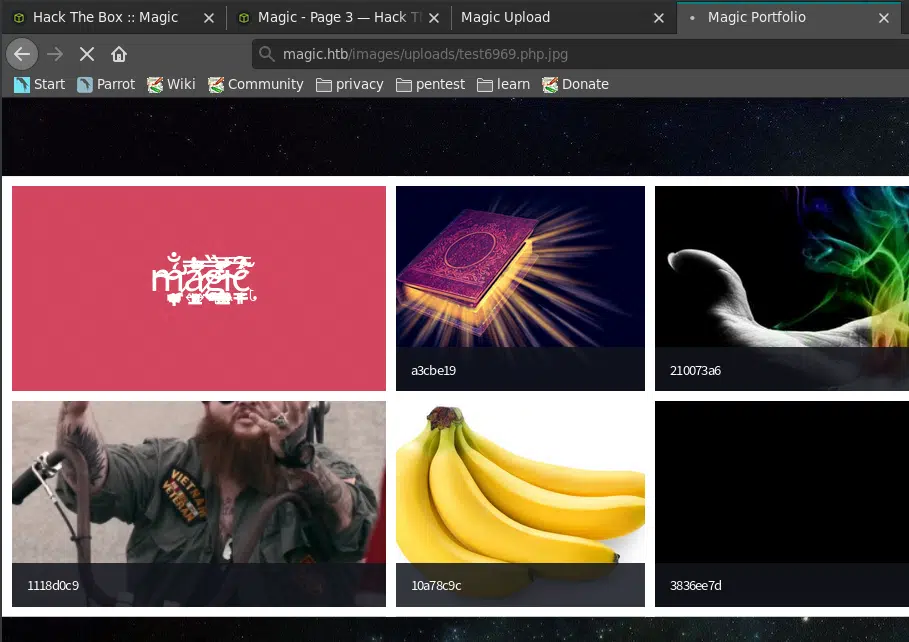 Hack The Box :: Magic
Magic - Page 3 — Hack T
Magic Upload
Magic Portfolio
magic.htb/images/uploads/test6969.php.jpg
Start Parrot Wiki Community privacy pentest learn Donate
magic
a3cbe19
210073a6
VIETNAM
VETERAN
1118d0c9
10a78c9c
3836ee7d